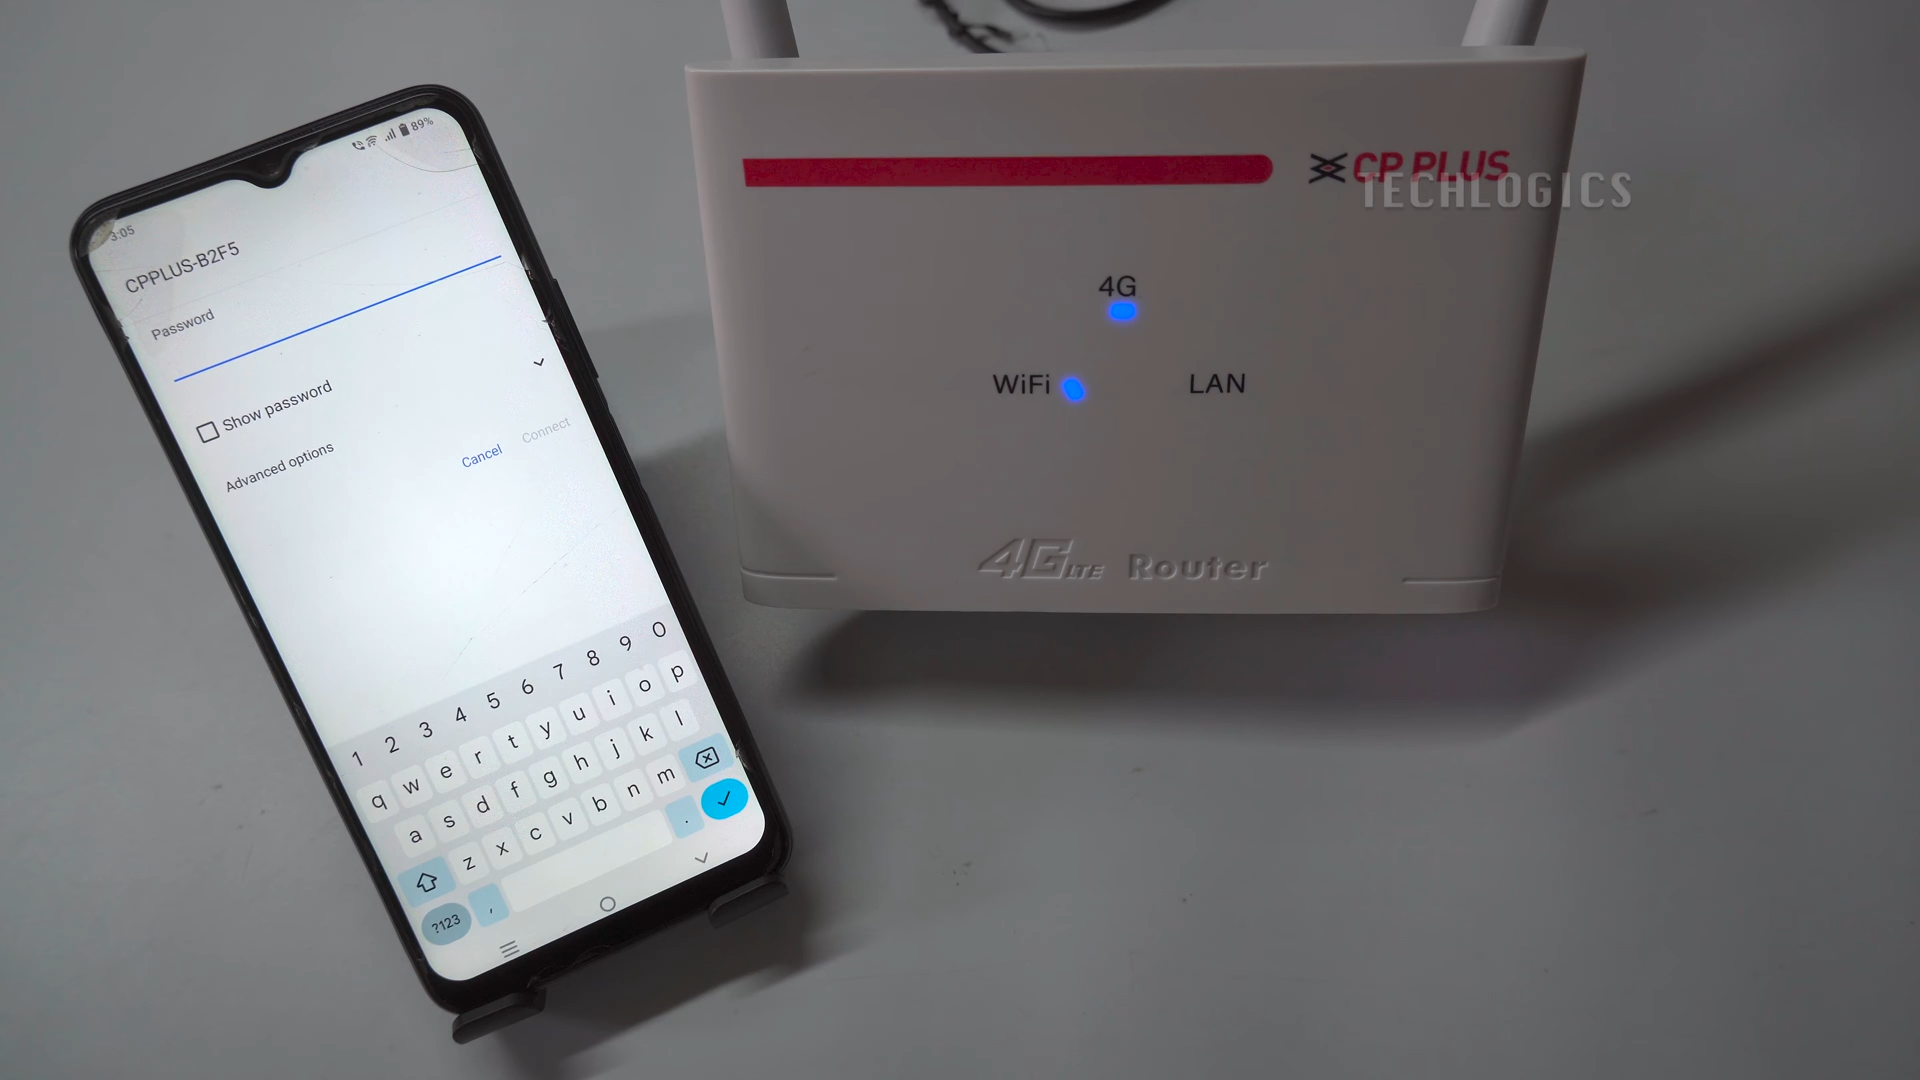 89%
3:05
CPPLUS-B2F5
Password
Show password
Advanced options
Cancel
Connect
1 2 3 4 5 6 7 8 9 0
q w e r t y u i o p
a s d f g h j k l
z x c v b n m
?123 , .
CP PLUS
TECHLOGICS
4G
WiFi
LAN
4G LTE Router